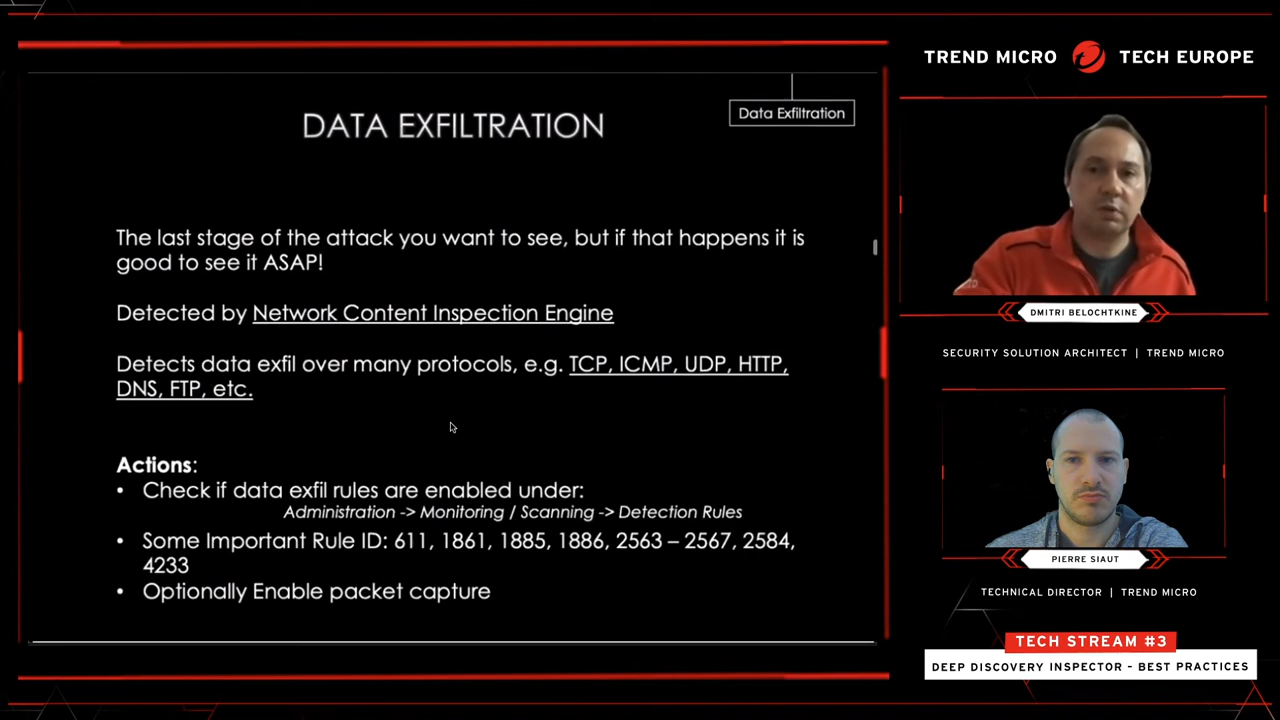 DATA EXFILTRATION
Data Exfiltration
The last stage of the attack you want to see, but if that happens it is
good to see it ASAP!
Detected by Network Content Inspection Engine
Detects data exfil over many protocols, e.g. TCP, ICMP, UDP, HTTP,
DNS, FTP, etc.
Actions:
• Check if data exfil rules are enabled under:
Administration -> Monitoring / Scanning -> Detection Rules
• Some Important Rule ID: 611, 1861, 1885, 1886, 2563 – 2567, 2584,
4233
• Optionally Enable packet capture
TREND MICRO TECH EUROPE
DMITRI BELOCHTKINE
SECURITY SOLUTION ARCHITECT | TREND MICRO
PIERRE SIAUT
TECHNICAL DIRECTOR | TREND MICRO
TECH STREAM #3
DEEP DISCOVERY INSPECTOR - BEST PRACTICES